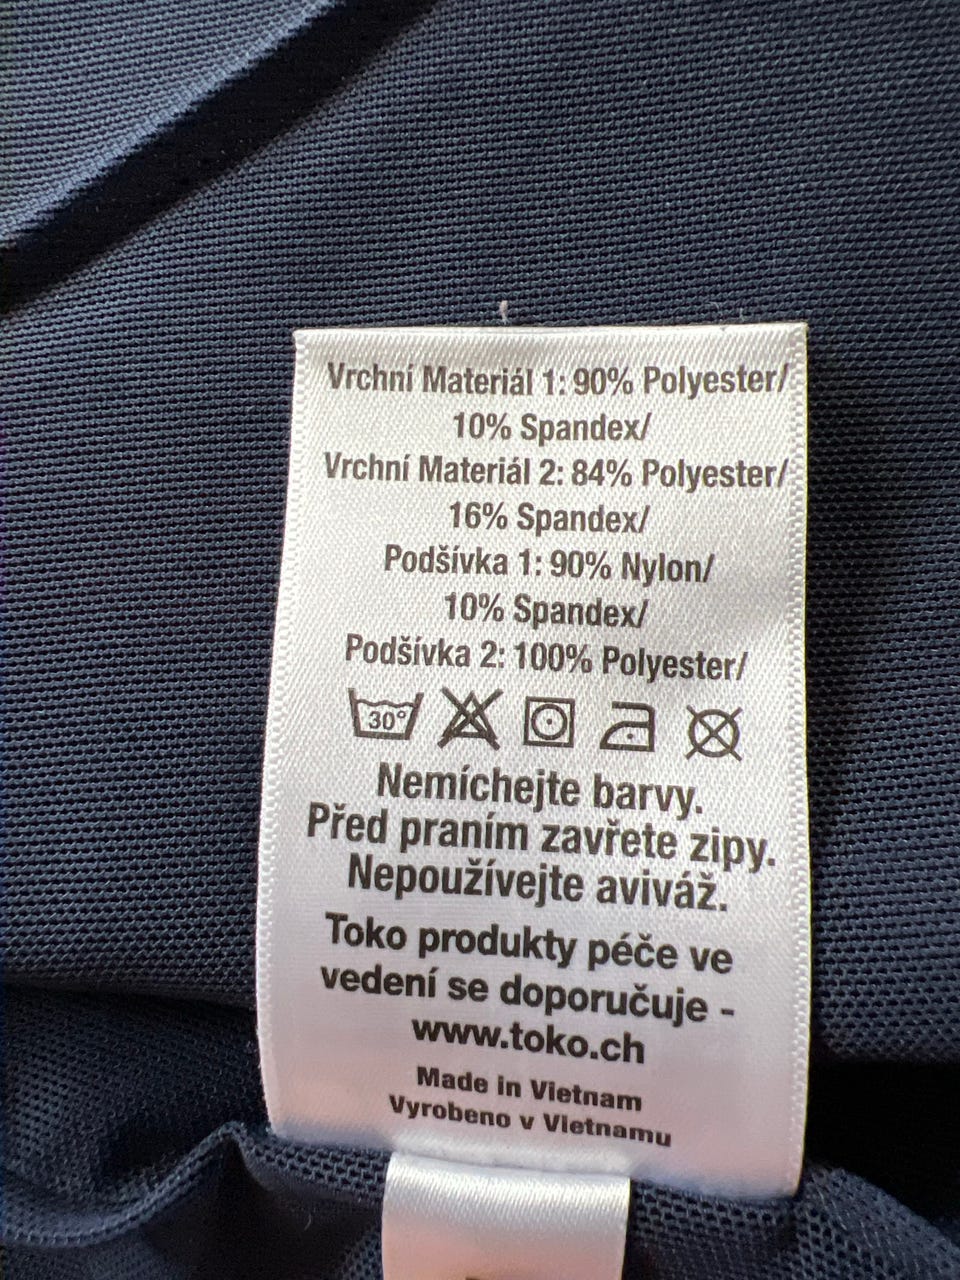 Vrchní Materiál 1: 90% Polyester/
10% Spandex/
Vrchní Materiál 2: 84% Polyester/
16% Spandex/
Podšívka 1: 90% Nylon/
10% Spandex/
Podšívka 2: 100% Polyester/
30°
Nemíchejte barvy.
Před praním zavřete zipy.
Nepoužívejte aviváž.
Toko produkty péče ve
vedení se doporučuje -
www.toko.ch
Made in Vietnam
Vyrobeno v Vietnamu